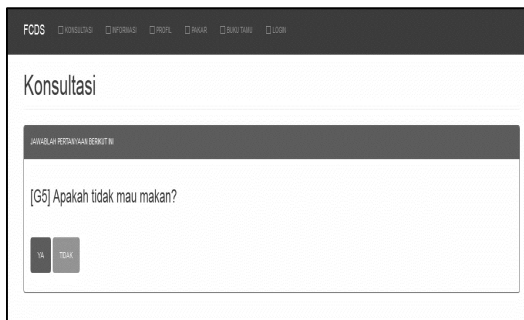 FCDS KONSULTASI INFORMASI PROFIL PAKAR BUKU TAMU LOGIN
Konsultasi
JAWABLAH PERTANYAAN BERIKUT INI
[G5] Apakah tidak mau makan?
YA TIDAK